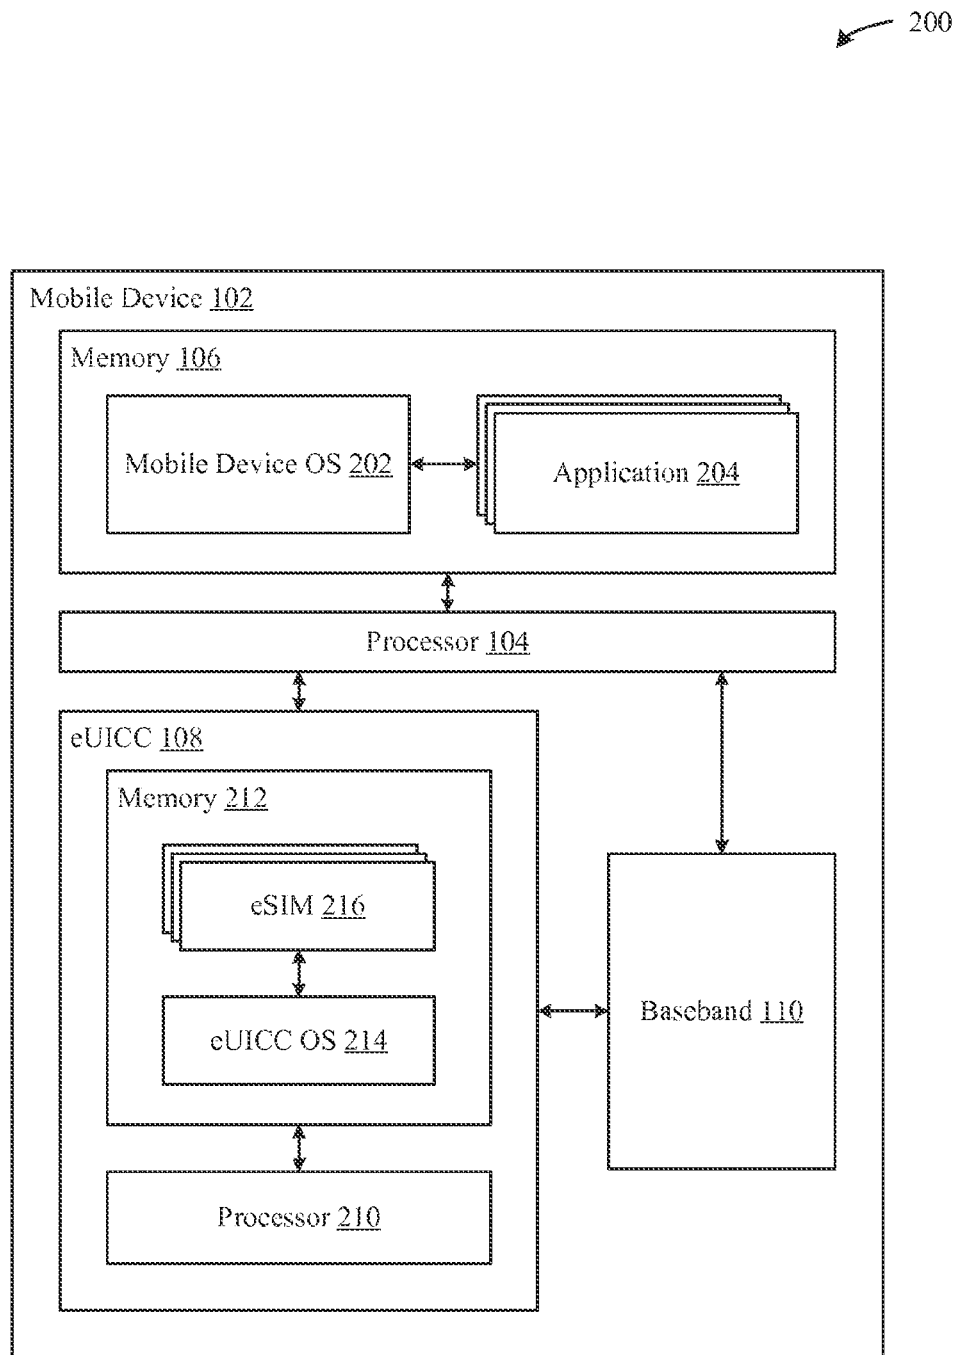 200
Mobile Device 102
Memory 106
Mobile Device OS 202
Application 204
Processor 104
eUICC 108
Memory 212
eSIM 216
eUICC OS 214
Baseband 110
Processor 210